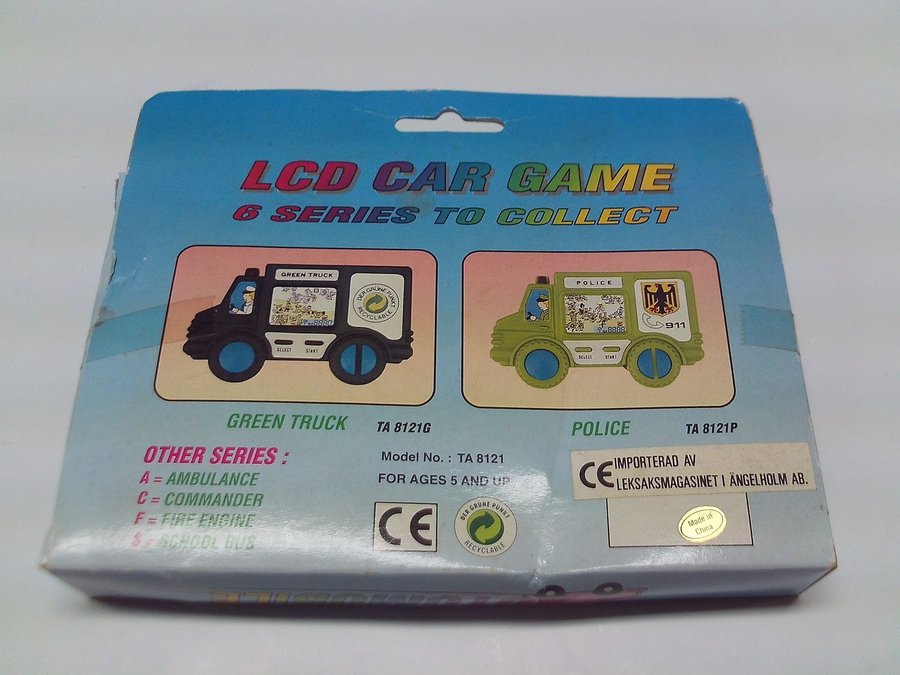 LCD CAR GAME
6 SERIES TO COLLECT
GREEN TRUCK
DER GRÜNE PUNKT
RECYCLABLE
SELECT START
POLICE
911
SELECT START
GREEN TRUCK TA 8121G
POLICE TA 8121P
OTHER SERIES :
A = AMBULANCE
C = COMMANDER
F = FIRE ENGINE
S = SCHOOL BUS
Model No. : TA 8121
FOR AGES 5 AND UP
CE
DER GRÜNE PUNKT
RECYCLABLE
CE IMPORTERAD AV
LEKSAKSMAGASINET I ÄNGELHOLM AB.
Made in
China